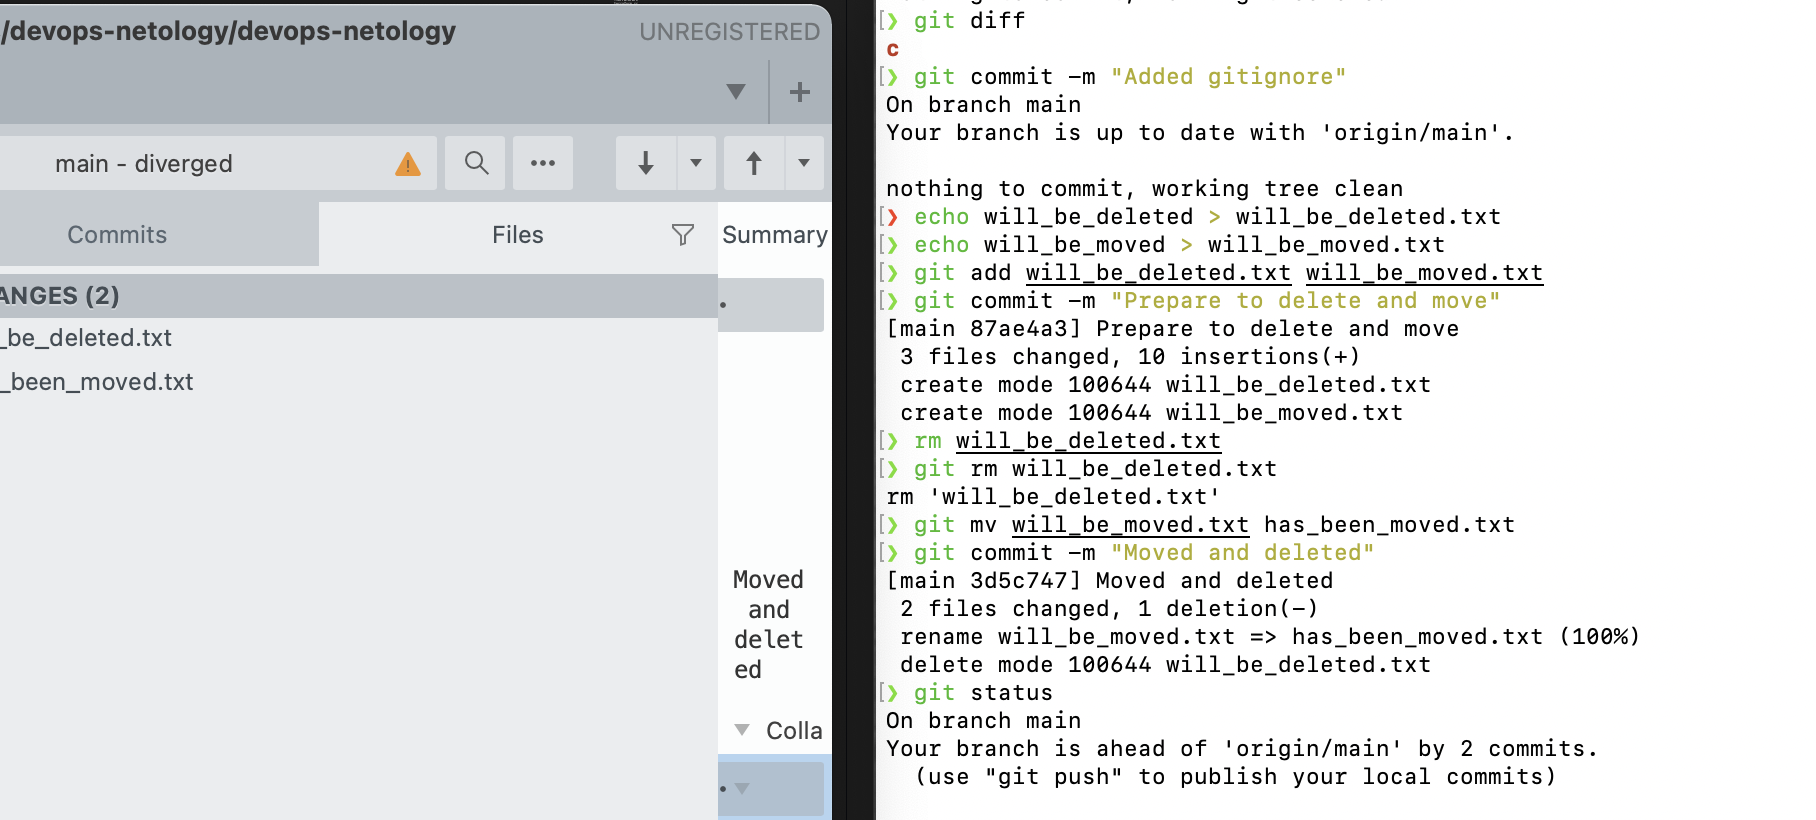 /devops-netology/devops-netology
UNREGISTERED
main - diverged
Commits
Files
Summary
ANGES (2)
_be_deleted.txt
_been_moved.txt
Moved
and
delet
ed
Colla
[❯ git diff
c
[❯ git commit -m "Added gitignore"
On branch main
Your branch is up to date with 'origin/main'.
nothing to commit, working tree clean
[❯ echo will_be_deleted > will_be_deleted.txt
[❯ echo will_be_moved > will_be_moved.txt
[❯ git add will_be_deleted.txt will_be_moved.txt
[❯ git commit -m "Prepare to delete and move"
[main 87ae4a3] Prepare to delete and move
3 files changed, 10 insertions(+)
create mode 100644 will_be_deleted.txt
create mode 100644 will_be_moved.txt
[❯ rm will_be_deleted.txt
[❯ git rm will_be_deleted.txt
rm 'will_be_deleted.txt'
[❯ git mv will_be_moved.txt has_been_moved.txt
[❯ git commit -m "Moved and deleted"
[main 3d5c747] Moved and deleted
2 files changed, 1 deletion(-)
rename will_be_moved.txt => has_been_moved.txt (100%)
delete mode 100644 will_be_deleted.txt
[❯ git status
On branch main
Your branch is ahead of 'origin/main' by 2 commits.
(use "git push" to publish your local commits)